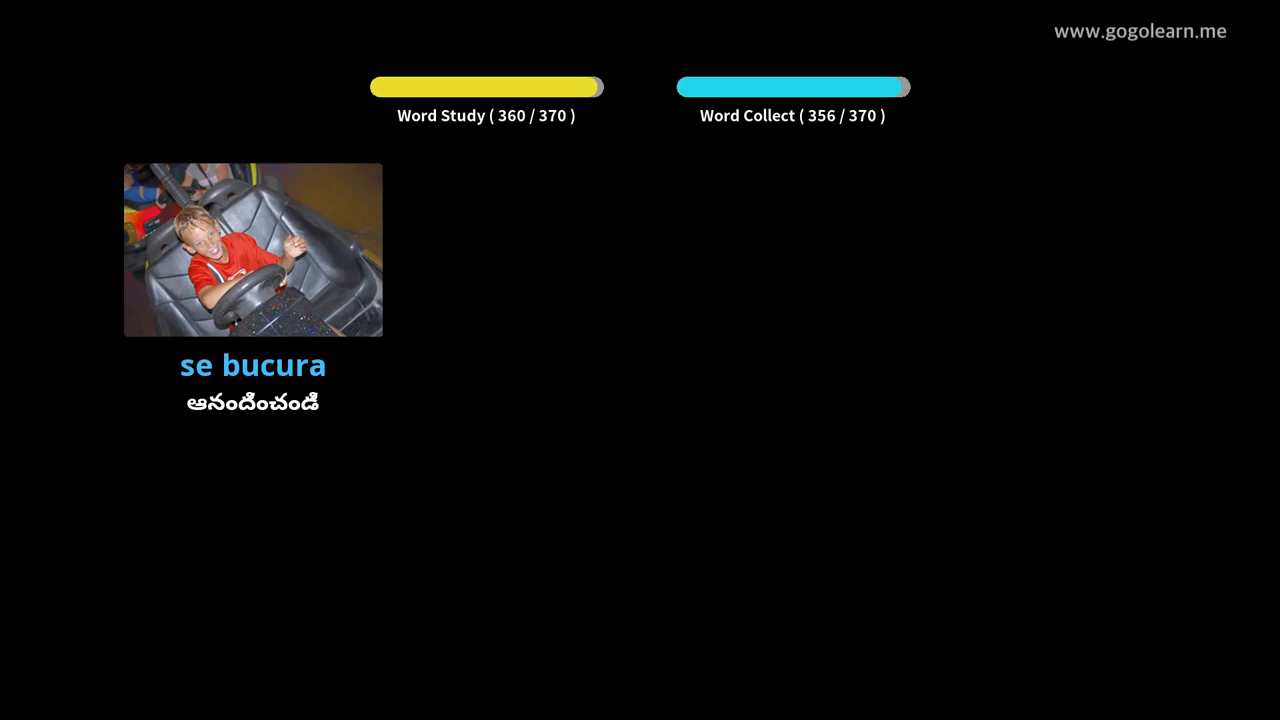 www.gogolearn.me
Word Study ( 360 / 370 )
Word Collect ( 356 / 370 )
se bucura
ఆనందించండి